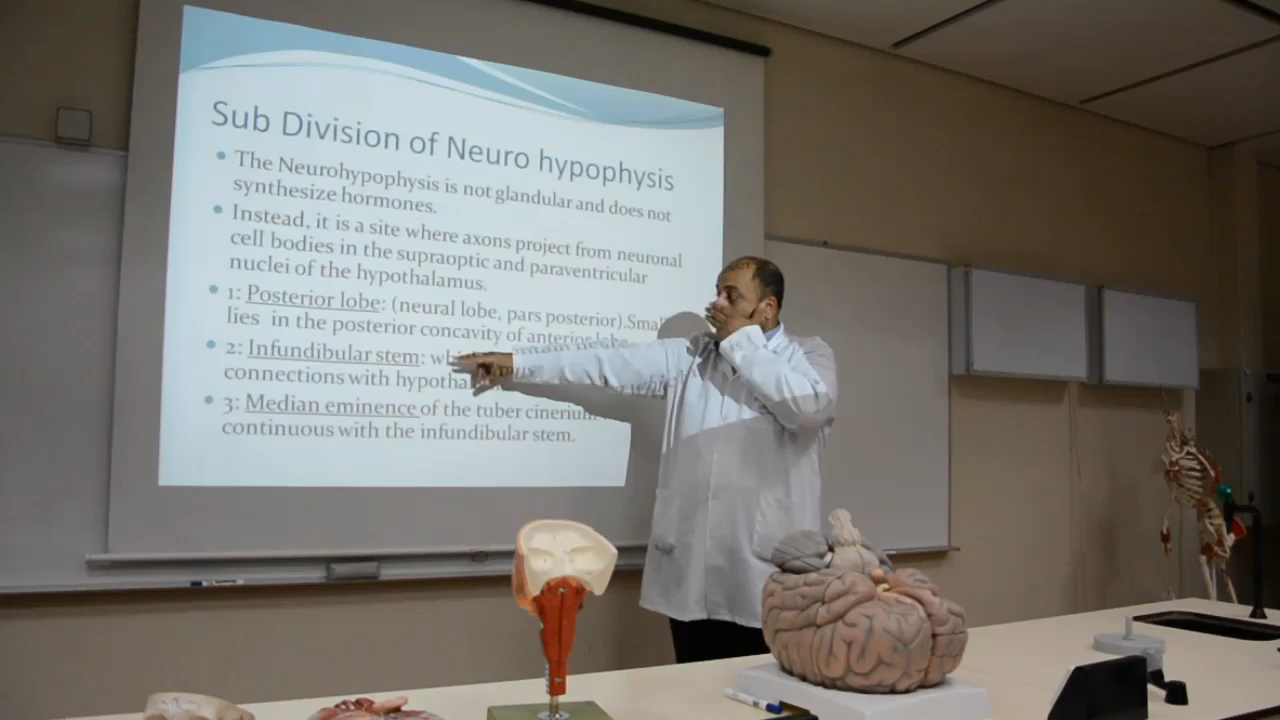 Sub Division of Neuro hypophysis
The Neurohypophysis is not glandular and does not
synthesize hormones.
Instead, it is a site where axons project from neuronal
cell bodies in the supraoptic and paraventricular
nuclei of the hypothalamus.
1: Posterior lobe: (neural lobe, pars posterior).
lies in the posterior concavity of anterior lobe
2: Infundibular stem:
connections with
3: Median eminence of the tuber
continuous with the infundibular stem.